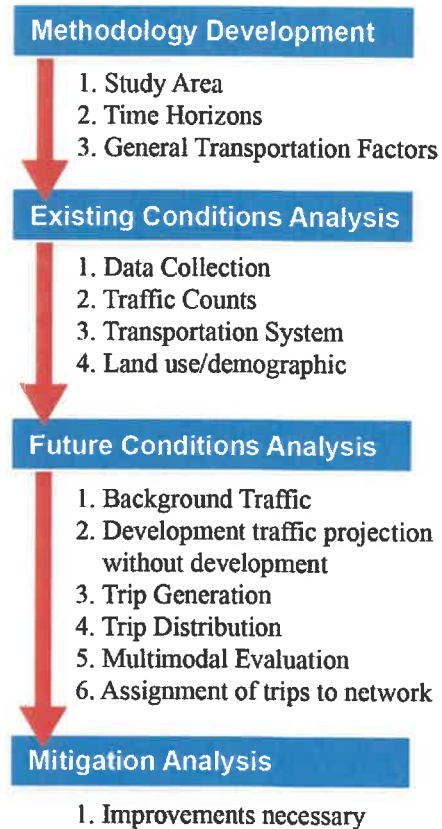 Methodology Development
1. Study Area
2. Time Horizons
3. General Transportation Factors
Existing Conditions Analysis
1. Data Collection
2. Traffic Counts
3. Transportation System
4. Land use/demographic
Future Conditions Analysis
1. Background Traffic
2. Development traffic projection
without development
3. Trip Generation
4. Trip Distribution
5. Multimodal Evaluation
6. Assignment of trips to network
Mitigation Analysis
1. Improvements necessary